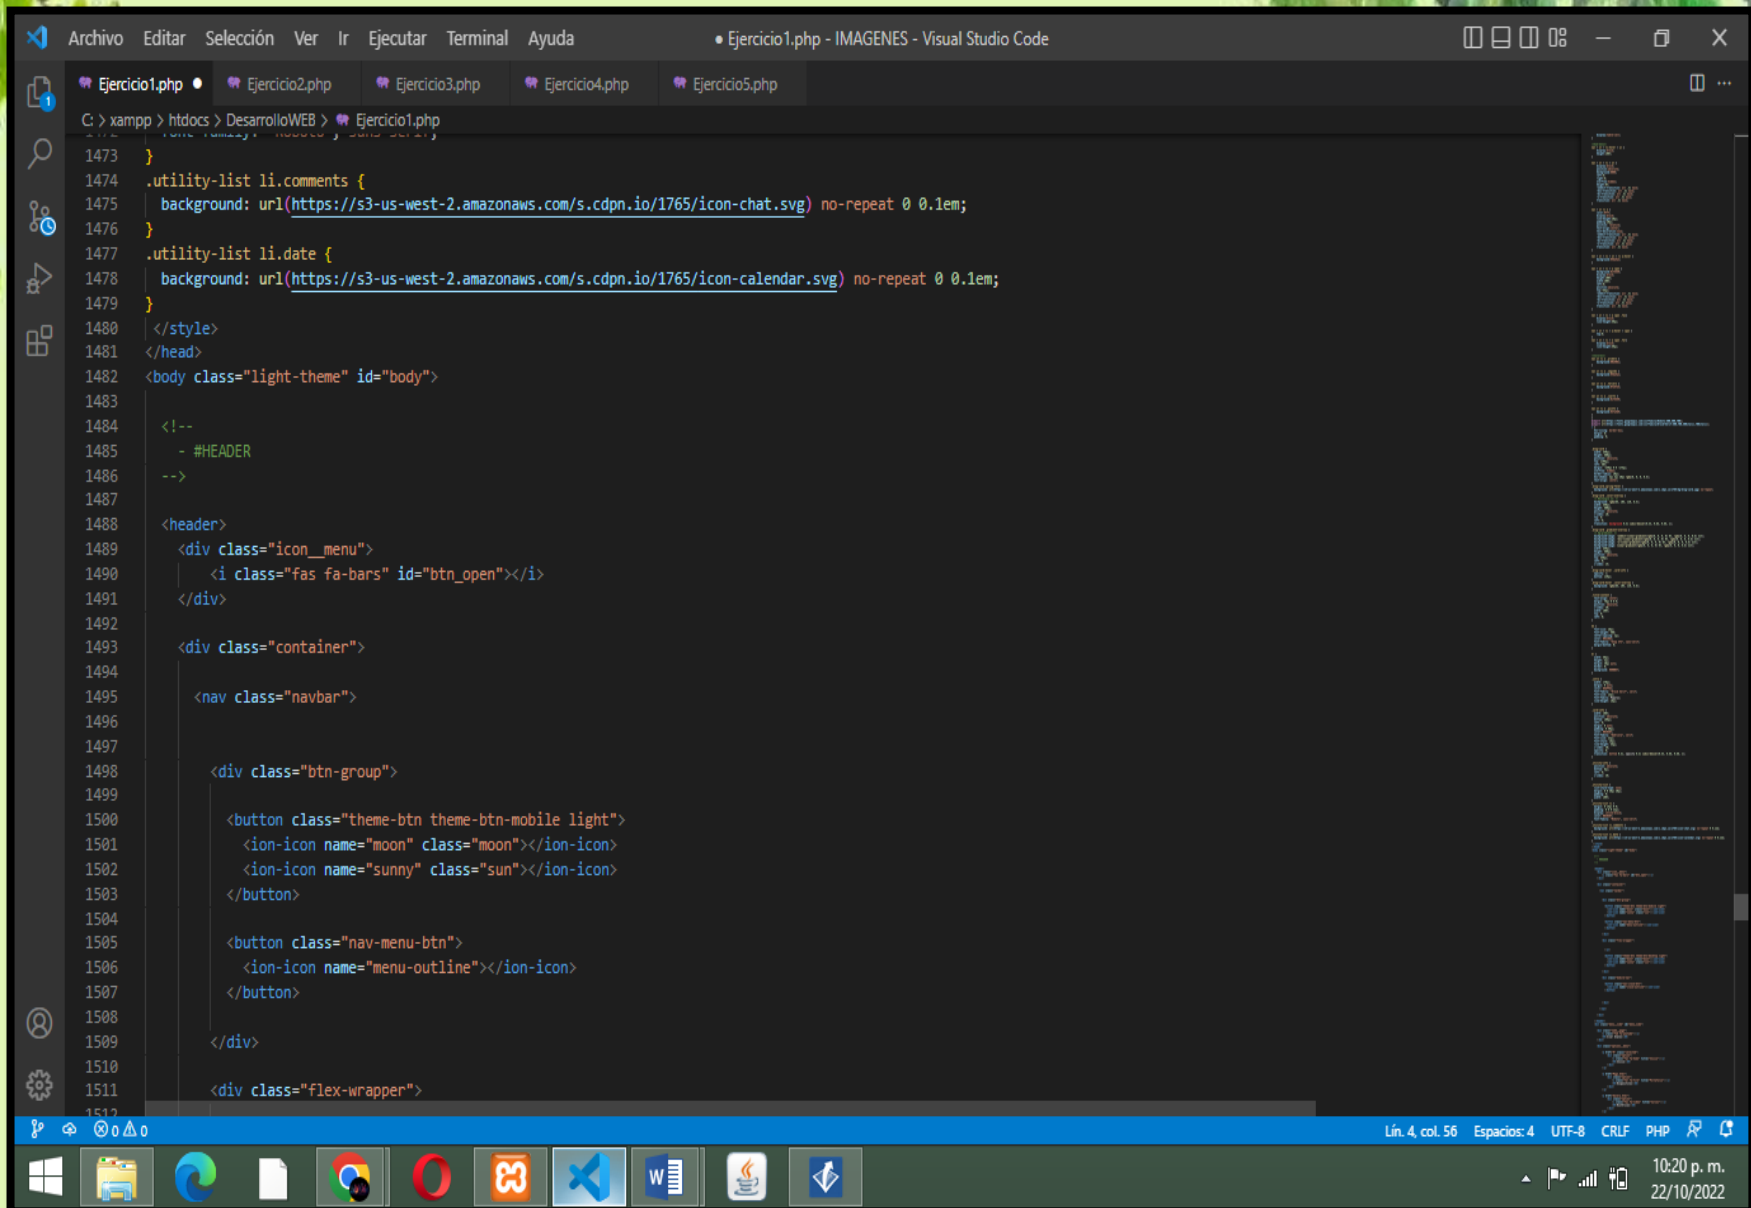 Archivo Editar Selección Ver Ir Ejecutar Terminal Ayuda
● Ejercicio1.php - IMAGENES - Visual Studio Code
Ejercicio1.php ● Ejercicio2.php Ejercicio3.php Ejercicio4.php Ejercicio5.php
C: > xampp > htdocs > DesarrolloWEB > Ejercicio1.php
1473 }
1474 .utility-list li.comments {
1475 background: url(https://s3-us-west-2.amazonaws.com/s.cdpn.io/1765/icon-chat.svg) no-repeat 0 0.1em;
1476 }
1477 .utility-list li.date {
1478 background: url(https://s3-us-west-2.amazonaws.com/s.cdpn.io/1765/icon-calendar.svg) no-repeat 0 0.1em;
1479 }
1480 </style>
1481 </head>
1482 <body class="light-theme" id="body">
1483
1484 <!--
1485 - #HEADER
1486 -->
1487
1488 <header>
1489 <div class="icon__menu">
1490 <i class="fas fa-bars" id="btn_open"></i>
1491 </div>
1492
1493 <div class="container">
1494
1495 <nav class="navbar">
1496
1497
1498 <div class="btn-group">
1499
1500 <button class="theme-btn theme-btn-mobile light">
1501 <ion-icon name="moon" class="moon"></ion-icon>
1502 <ion-icon name="sunny" class="sun"></ion-icon>
1503 </button>
1504
1505 <button class="nav-menu-btn">
1506 <ion-icon name="menu-outline"></ion-icon>
1507 </button>
1508
1509 </div>
1510
1511 <div class="flex-wrapper">
1512
0 0 Lín. 4, col. 56 Espacios: 4 UTF-8 CRLF PHP
10:20 p. m.
22/10/2022